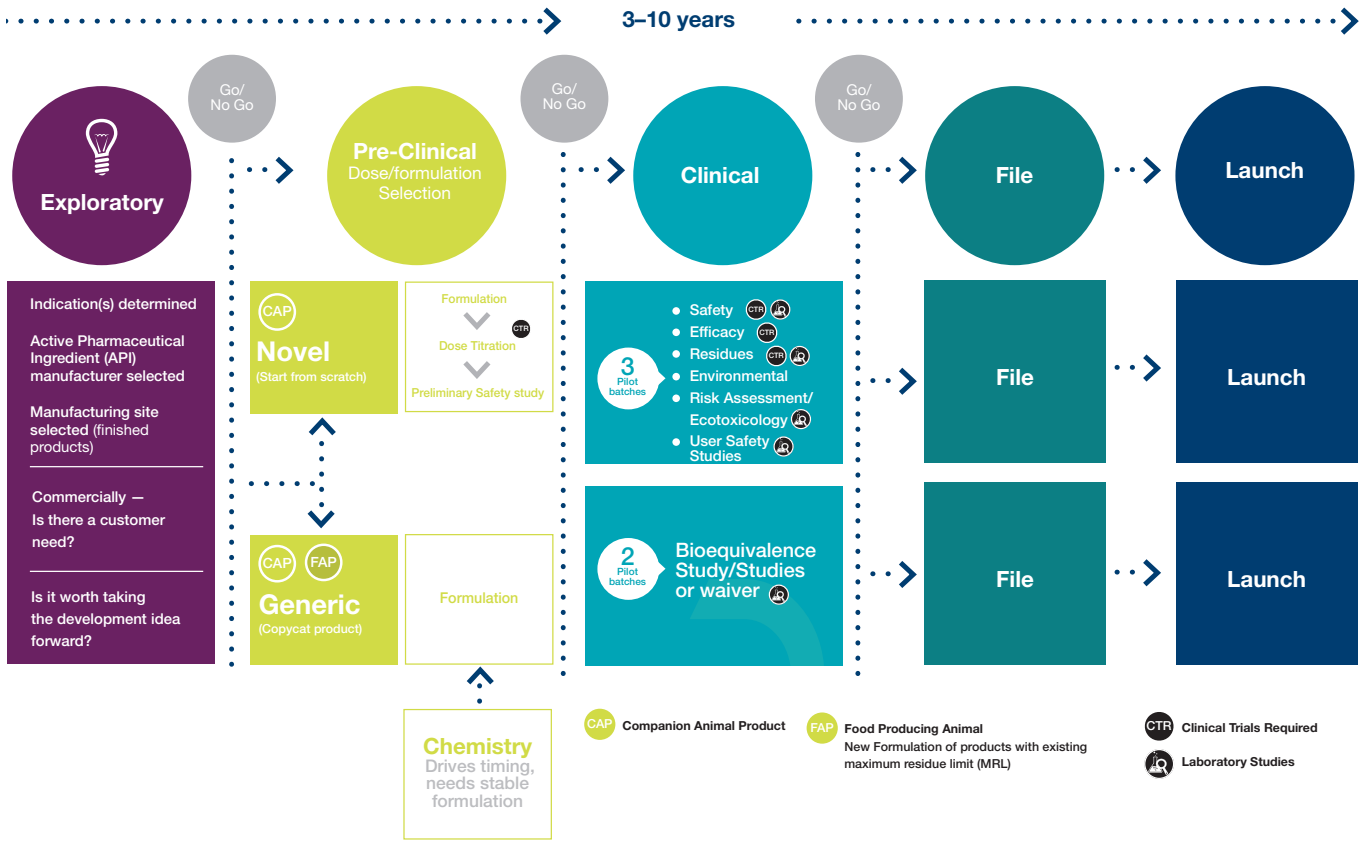 3–10 years
Go/
No Go
Go/
No Go
Go/
No Go
Exploratory
Pre-Clinical
Dose/formulation
Selection
Clinical
File
Launch
Indication(s) determined
Active Pharmaceutical
Ingredient (API)
manufacturer selected
Manufacturing site
selected (finished
products)
Commercially —
Is there a customer
need?
Is it worth taking
the development idea
forward?
CAP
Novel
(Start from scratch)
Formulation
CTR
Dose Titration
Preliminary Safety study
3
Pilot
batches
Safety CTR
Efficacy CTR
Residues CTR
Environmental
Risk Assessment/
Ecotoxicology
User Safety
Studies
File
Launch
CAP FAP
Generic
(Copycat product)
Formulation
2
Pilot
batches
Bioequivalence
Study/Studies
or waiver
File
Launch
Chemistry
Drives timing,
needs stable
formulation
CAP Companion Animal Product
FAP Food Producing Animal
New Formulation of products with existing
maximum residue limit (MRL)
CTR Clinical Trials Required
Laboratory Studies